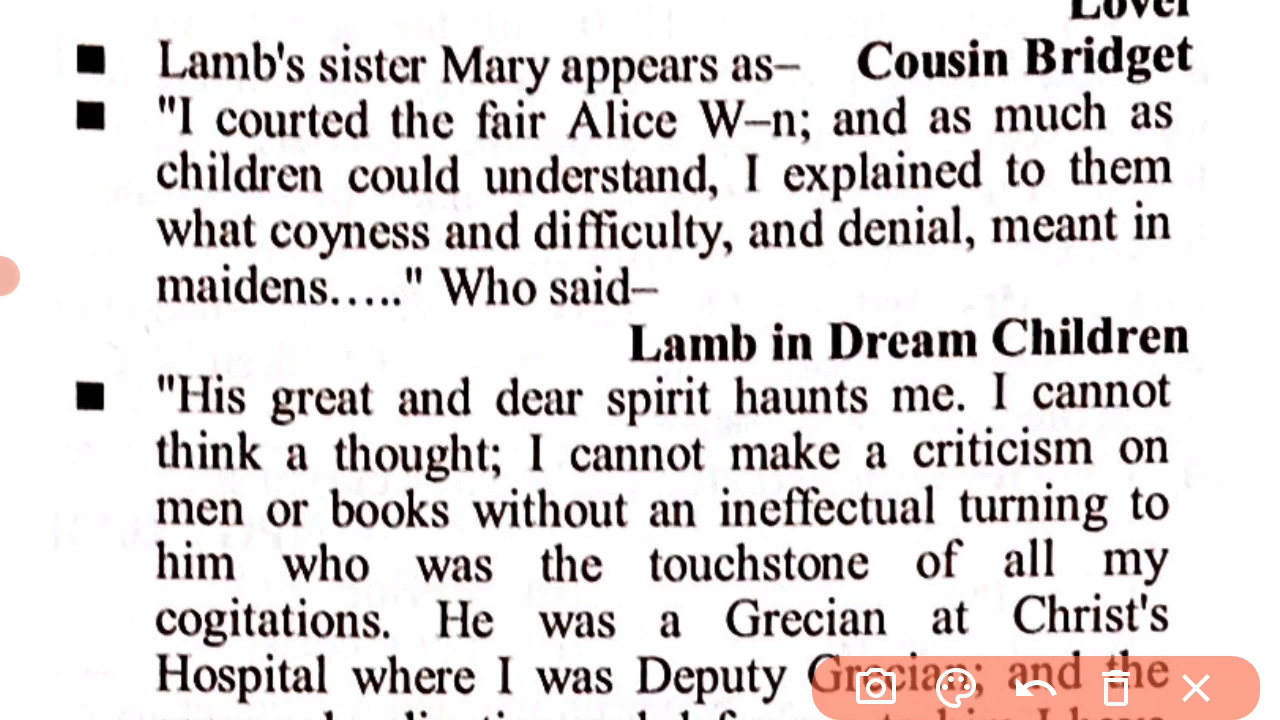 Lover
■ Lamb's sister Mary appears as– Cousin Bridget
■ "I courted the fair Alice W–n; and as much as
children could understand, I explained to them
what coyness and difficulty, and denial, meant in
maidens....." Who said–
Lamb in Dream Children
■ "His great and dear spirit haunts me. I cannot
think a thought; I cannot make a criticism on
men or books without an ineffectual turning to
him who was the touchstone of all my
cogitations. He was a Grecian at Christ's
Hospital where I was Deputy Grecian; and the